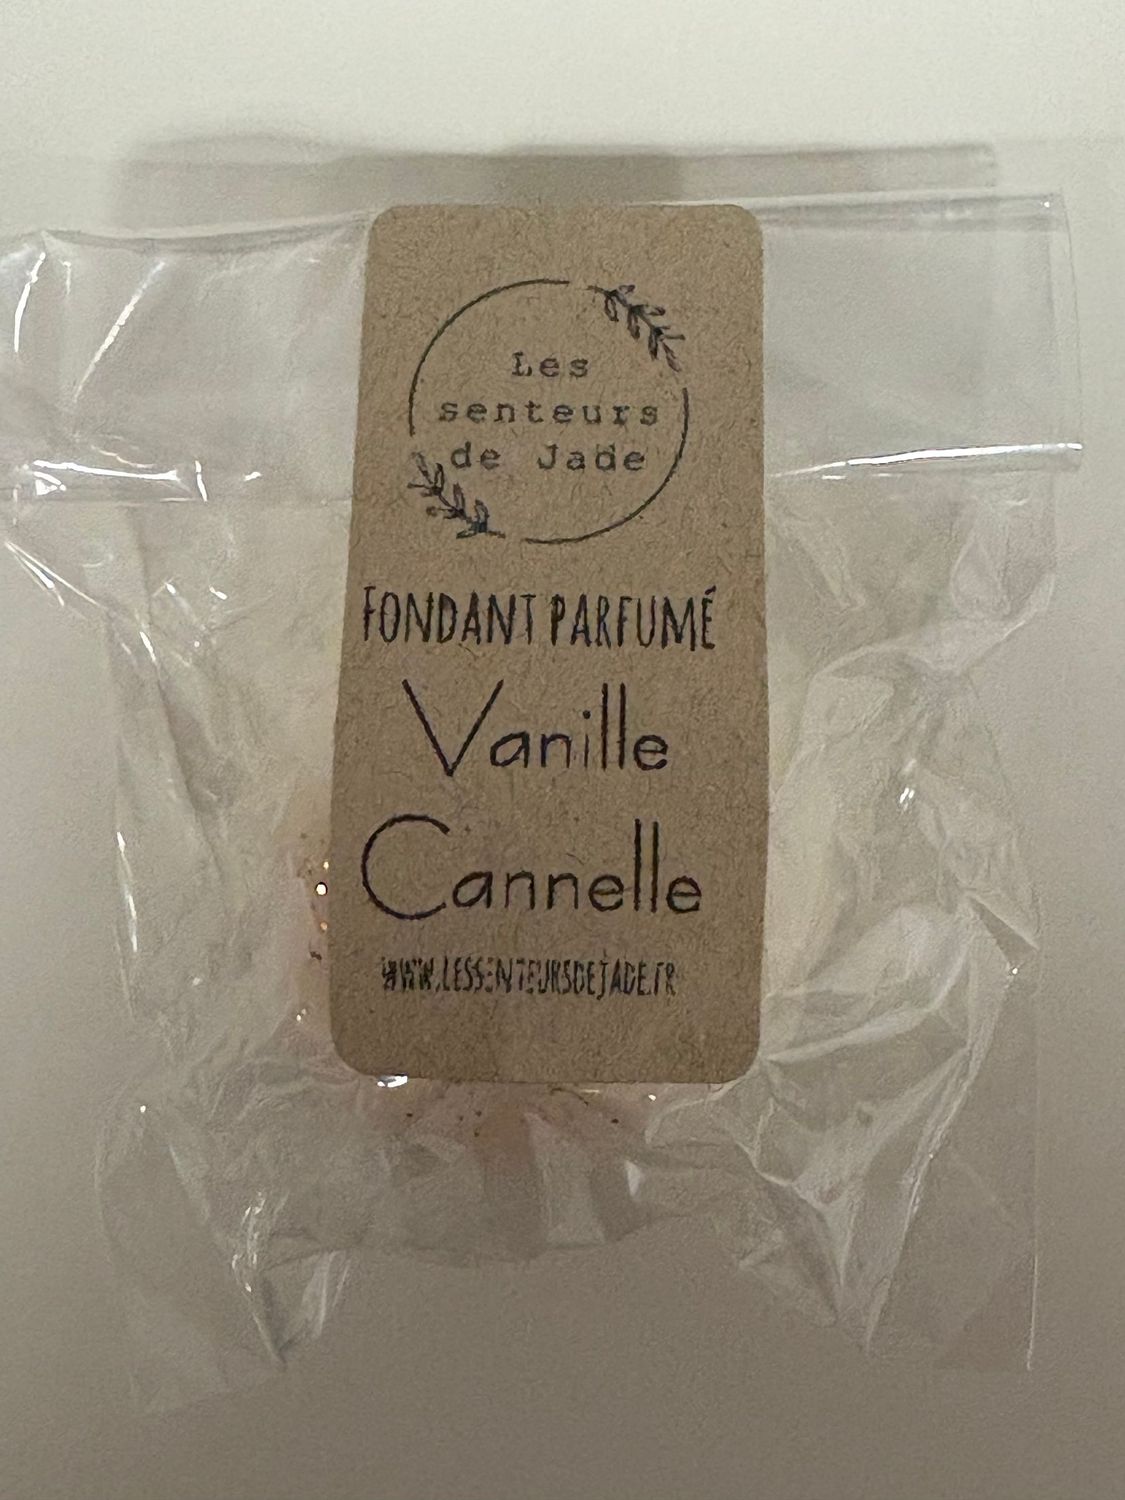 Les
senteurs
de Jade
FONDANT PARFUMÉ
Vanille
Cannelle
WWW.LESSENTEURSDEJADE.FR